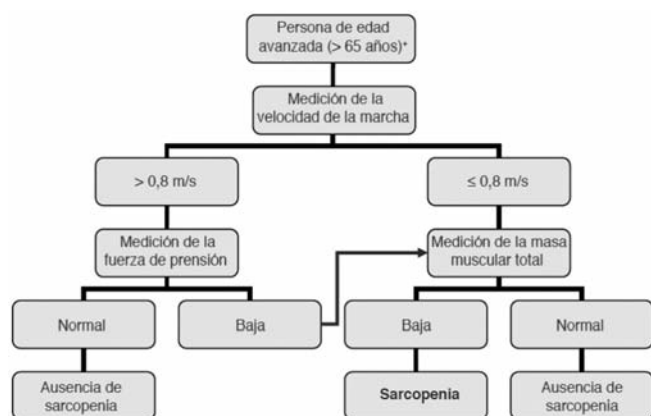 Persona de edad
avanzada (> 65 años)*
Medición de la
velocidad de la marcha
> 0,8 m/s
≤ 0,8 m/s
Medición de la
fuerza de prensión
Medición de la masa
muscular total
Normal
Baja
Baja
Normal
Ausencia de
sarcopenia
Sarcopenia
Ausencia de
sarcopenia